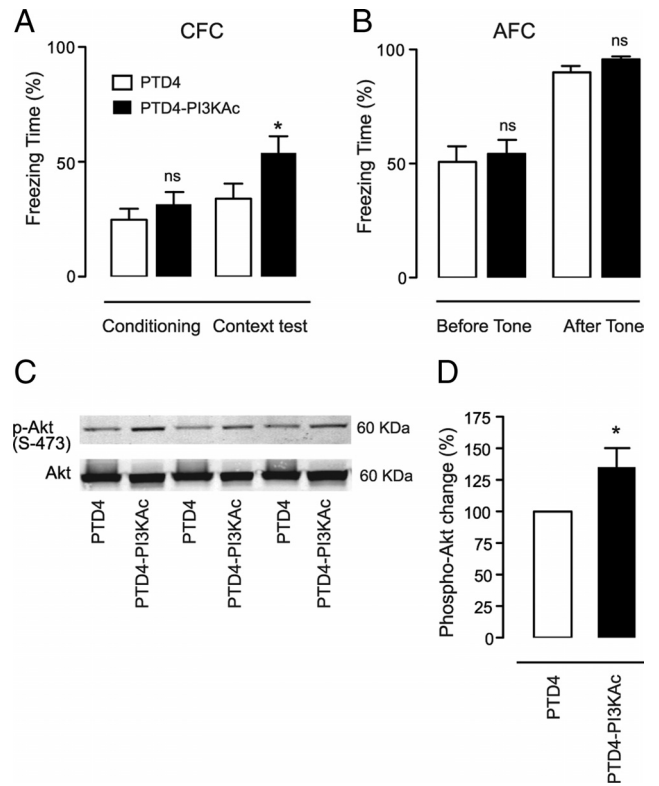 A
CFC
Freezing Time (%)
100
50
0
PTD4
PTD4-PI3KAc
ns
*
Conditioning
Context test
B
AFC
Freezing Time (%)
100
50
0
ns
ns
Before Tone
After Tone
C
p-Akt
(S-473)
60 KDa
Akt
60 KDa
PTD4
PTD4-PI3KAc
PTD4
PTD4-PI3KAc
PTD4
PTD4-PI3KAc
D
Phospho-Akt change (%)
175
150
125
100
75
50
25
0
*
PTD4
PTD4-PI3KAc